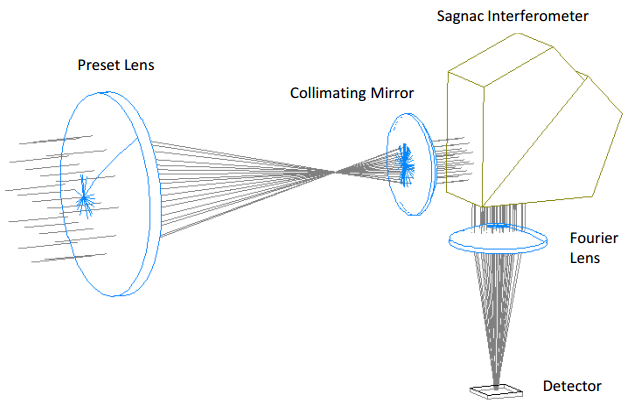 Sagnac Interferometer
Preset Lens
Collimating Mirror
Fourier
Lens
Detector